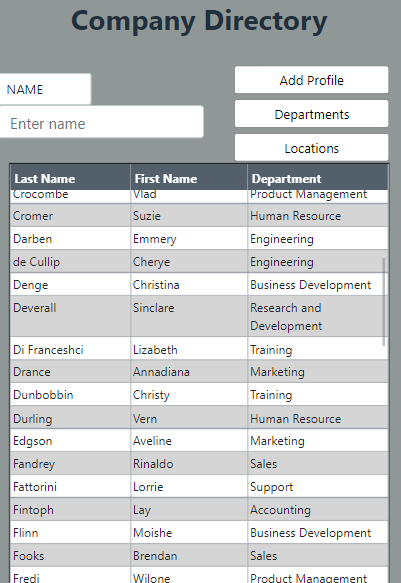 Company Directory
NAME
Add Profile
Enter name
Departments
Locations
Last Name First Name Department
Crocombe Vlad Product Management
Cromer Suzie Human Resource
Darben Emmery Engineering
de Cullip Cherye Engineering
Denge Christina Business Development
Deverall Sinclare Research and
Development
Di Franceshci Lizabeth Training
Drance Annadiana Marketing
Dunbobbin Christy Training
Durling Vern Human Resource
Edgson Aveline Marketing
Fandrey Rinaldo Sales
Fattorini Lorrie Support
Fintoph Lay Accounting
Flinn Moishe Business Development
Fooks Brendan Sales
Fredi Wilone Product Management